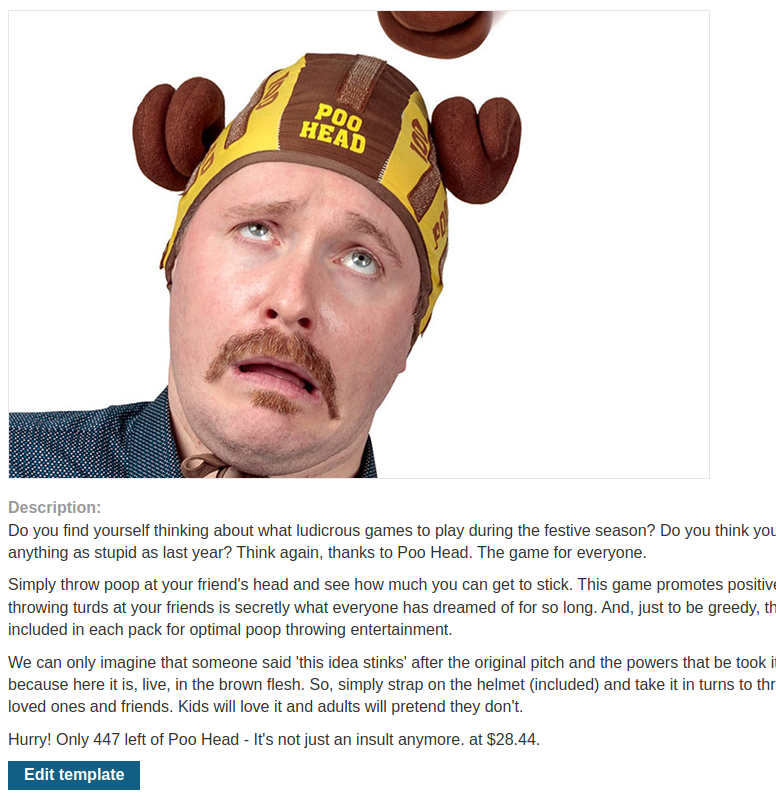 POO
HEAD
100
Description:
Do you find yourself thinking about what ludicrous games to play during the festive season? Do you think you
anything as stupid as last year? Think again, thanks to Poo Head. The game for everyone.
Simply throw poop at your friend's head and see how much you can get to stick. This game promotes positive
throwing turds at your friends is secretly what everyone has dreamed of for so long. And, just to be greedy, th
included in each pack for optimal poop throwing entertainment.
We can only imagine that someone said 'this idea stinks' after the original pitch and the powers that be took it
because here it is, live, in the brown flesh. So, simply strap on the helmet (included) and take it in turns to thr
loved ones and friends. Kids will love it and adults will pretend they don't.
Hurry! Only 447 left of Poo Head - It's not just an insult anymore. at $28.44.
Edit template